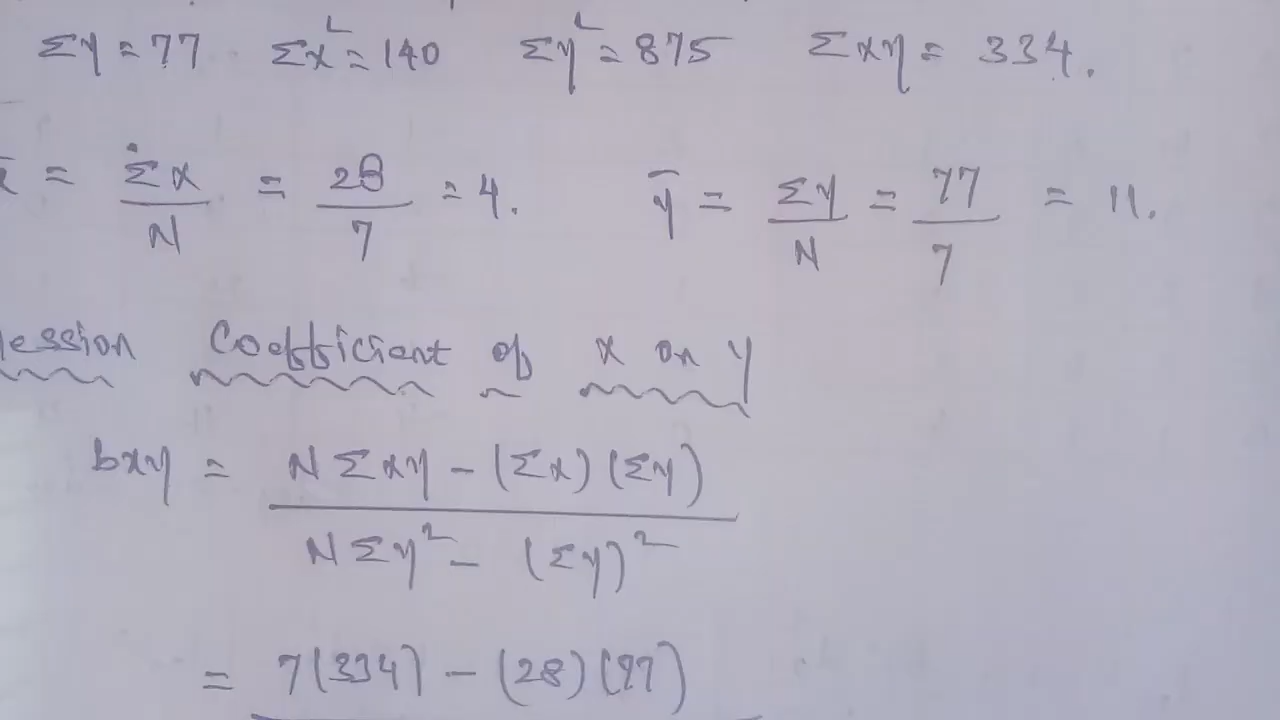 Σy = 77 Σx² = 140 Σy² = 875 Σxy = 334.
x̄ = Σx/N = 28/7 = 4. ȳ = Σy/N = 77/7 = 11.
ession Coefficient of x on y
bxy = NΣxy - (Σx)(Σy)
NΣy² - (Σy)²
= 7(334) - (28)(77)